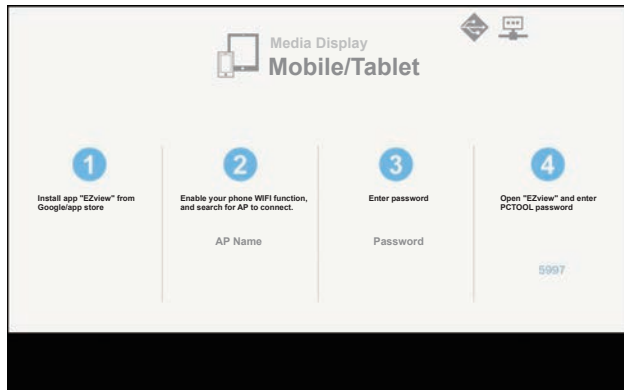 Media Display
Mobile/Tablet
1
2
3
4
Install app "EZview" from
Google/app store
Enable your phone WIFI function,
and search for AP to connect.
Enter password
Open "EZview" and enter
PCTOOL password
AP Name
Password
5997